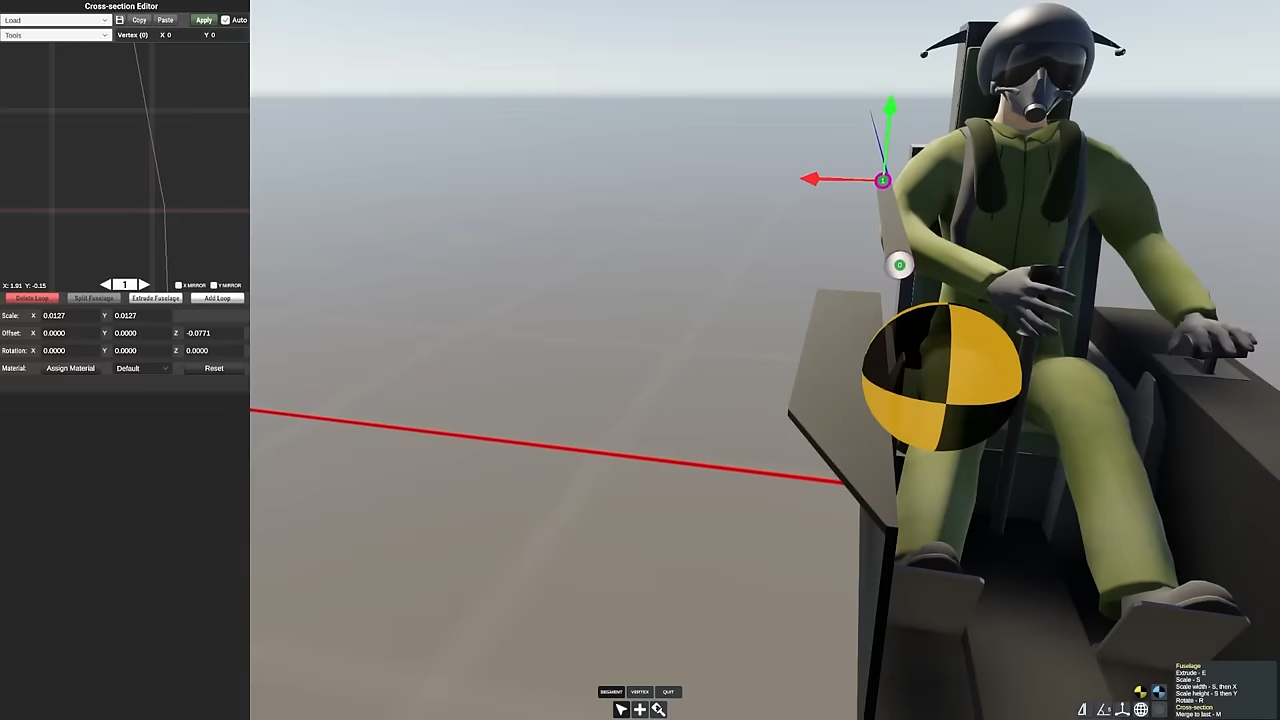 Cross-section Editor
Load Copy Paste Apply Auto
Tools Vertex (0) X 0 Y 0
X: 1.91 Y: -0.15 1 X MIRROR Y MIRROR
Delete Loop Split Fuselage Extrude Fuselage Add Loop
Scale: X 0.0127 Y 0.0127
Offset: X 0.0000 Y 0.0000 Z -0.0771
Rotation: X 0.0000 Y 0.0000 Z 0.0000
Material: Assign Material Default Reset
1
0
SEGMENT VERTEX QUIT
Fuselage
Extrude - E
Scale - S
Scale width - S, then X
Scale height - S then Y
Rotate - R
Cross-section
Merge to last - M